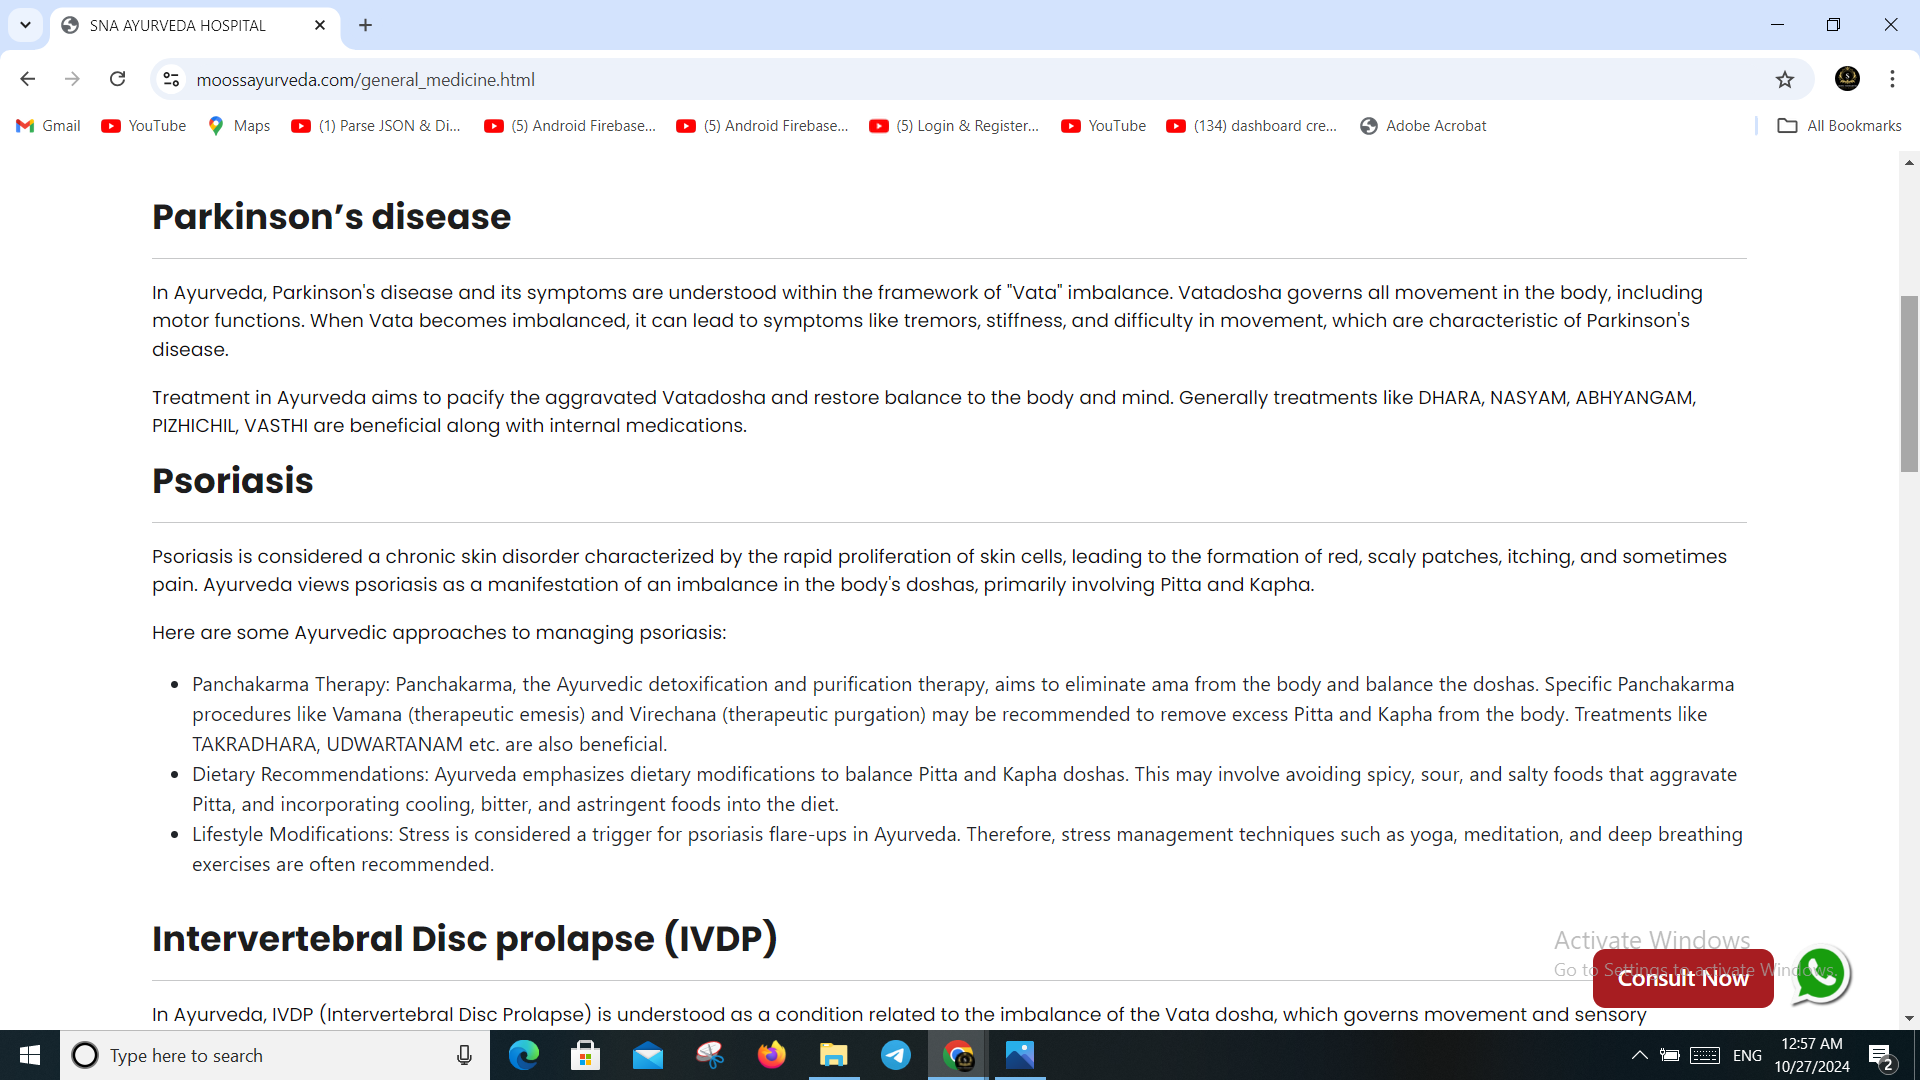 SNA AYURVEDA HOSPITAL
moossayurveda.com/general_medicine.html
Gmail YouTube Maps (1) Parse JSON & Di... (5) Android Firebase... (5) Android Firebase... (5) Login & Register... YouTube (134) dashboard cre... Adobe Acrobat All Bookmarks
Parkinson’s disease
In Ayurveda, Parkinson's disease and its symptoms are understood within the framework of "Vata" imbalance. Vatadosha governs all movement in the body, including
motor functions. When Vata becomes imbalanced, it can lead to symptoms like tremors, stiffness, and difficulty in movement, which are characteristic of Parkinson's
disease.
Treatment in Ayurveda aims to pacify the aggravated Vatadosha and restore balance to the body and mind. Generally treatments like DHARA, NASYAM, ABHYANGAM,
PIZHICHIL, VASTHI are beneficial along with internal medications.
Psoriasis
Psoriasis is considered a chronic skin disorder characterized by the rapid proliferation of skin cells, leading to the formation of red, scaly patches, itching, and sometimes
pain. Ayurveda views psoriasis as a manifestation of an imbalance in the body's doshas, primarily involving Pitta and Kapha.
Here are some Ayurvedic approaches to managing psoriasis:
• Panchakarma Therapy: Panchakarma, the Ayurvedic detoxification and purification therapy, aims to eliminate ama from the body and balance the doshas. Specific Panchakarma
procedures like Vamana (therapeutic emesis) and Virechana (therapeutic purgation) may be recommended to remove excess Pitta and Kapha from the body. Treatments like
TAKRADHARA, UDWARTANAM etc. are also beneficial.
• Dietary Recommendations: Ayurveda emphasizes dietary modifications to balance Pitta and Kapha doshas. This may involve avoiding spicy, sour, and salty foods that aggravate
Pitta, and incorporating cooling, bitter, and astringent foods into the diet.
• Lifestyle Modifications: Stress is considered a trigger for psoriasis flare-ups in Ayurveda. Therefore, stress management techniques such as yoga, meditation, and deep breathing
exercises are often recommended.
Intervertebral Disc prolapse (IVDP)
In Ayurveda, IVDP (Intervertebral Disc Prolapse) is understood as a condition related to the imbalance of the Vata dosha, which governs movement and sensory
Activate Windows
Go to Settings to activate Windows.
Consult Now
Type here to search
ENG
12:57 AM
10/27/2024
2